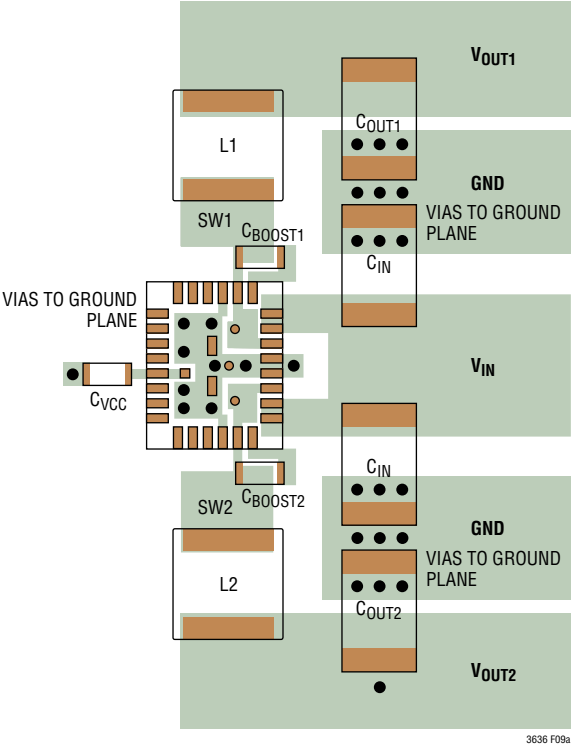 VOUT1
COUT1
L1
GND
VIAS TO GROUND
PLANE
SW1
CBOOST1
CIN
VIAS TO GROUND
PLANE
VIN
CVCC
CIN
CBOOST2
SW2
GND
VIAS TO GROUND
PLANE
L2
COUT2
VOUT2
3636 F09a